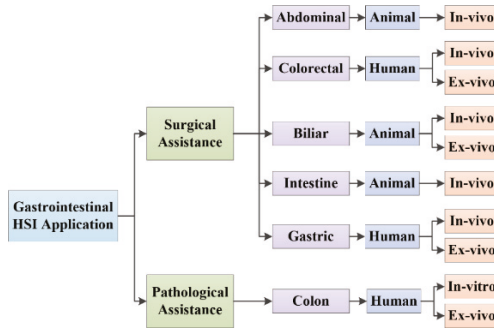 Abdominal Animal In-vivo
Colorectal Human In-vivo
Ex-vivo
Surgical
Assistance
Biliar Animal In-vivo
Ex-vivo
Intestine Animal In-vivo
Gastrointestinal
HSI Application
Gastric Human In-vivo
Ex-vivo
Pathological
Assistance
Colon Human In-vitro
Ex-vivo